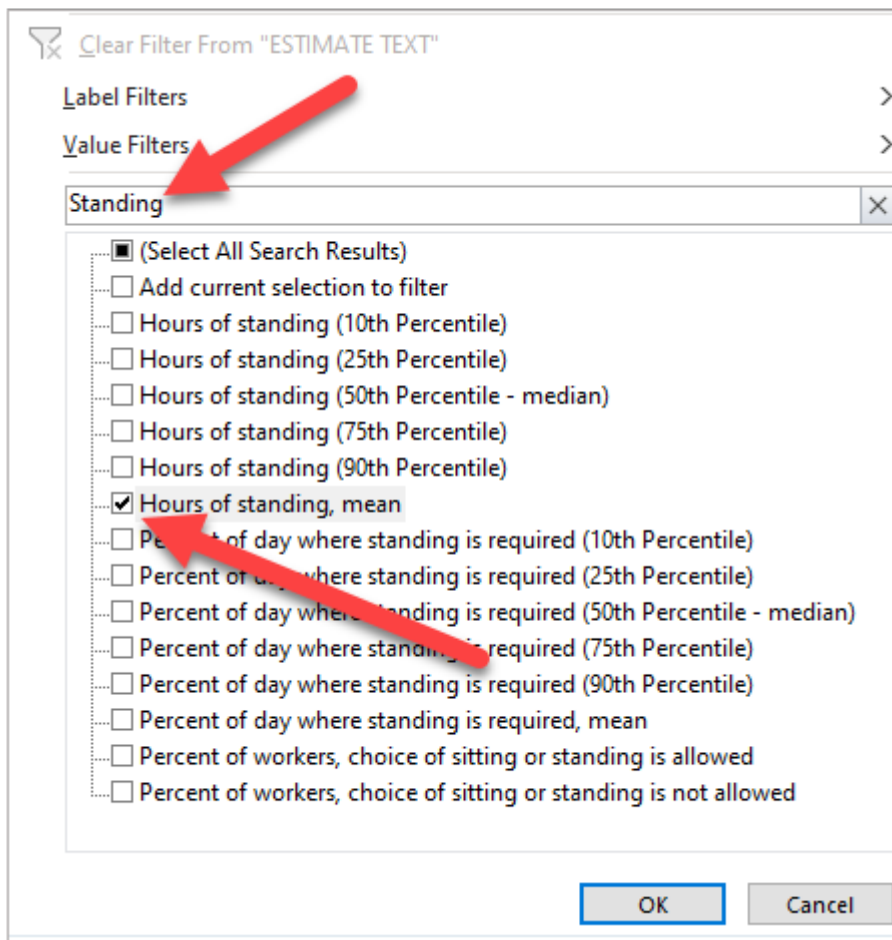 Clear Filter From "ESTIMATE TEXT"
Label Filters
Value Filters
Standing
(Select All Search Results)
Add current selection to filter
Hours of standing (10th Percentile)
Hours of standing (25th Percentile)
Hours of standing (50th Percentile - median)
Hours of standing (75th Percentile)
Hours of standing (90th Percentile)
Hours of standing, mean
Percent of day where standing is required (10th Percentile)
Percent of day where standing is required (25th Percentile)
Percent of day where standing is required (50th Percentile - median)
Percent of day where standing is required (75th Percentile)
Percent of day where standing is required (90th Percentile)
Percent of day where standing is required, mean
Percent of workers, choice of sitting or standing is allowed
Percent of workers, choice of sitting or standing is not allowed
OK Cancel